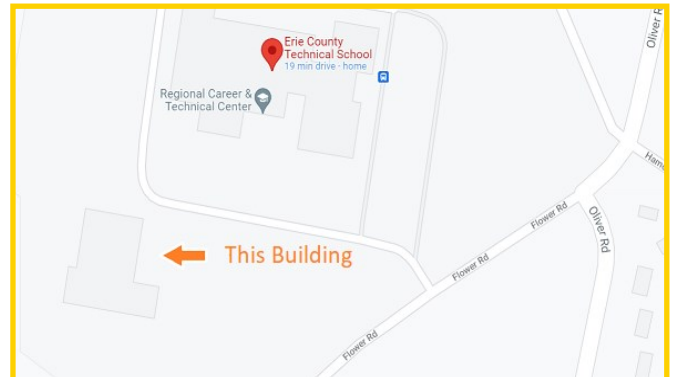 Erie County
Technical School
19 min drive - home
Regional Career &
Technical Center
Oliver R
Hamo
Flower Rd
Oliver Rd
This Building
Flower Rd
Flower Rd